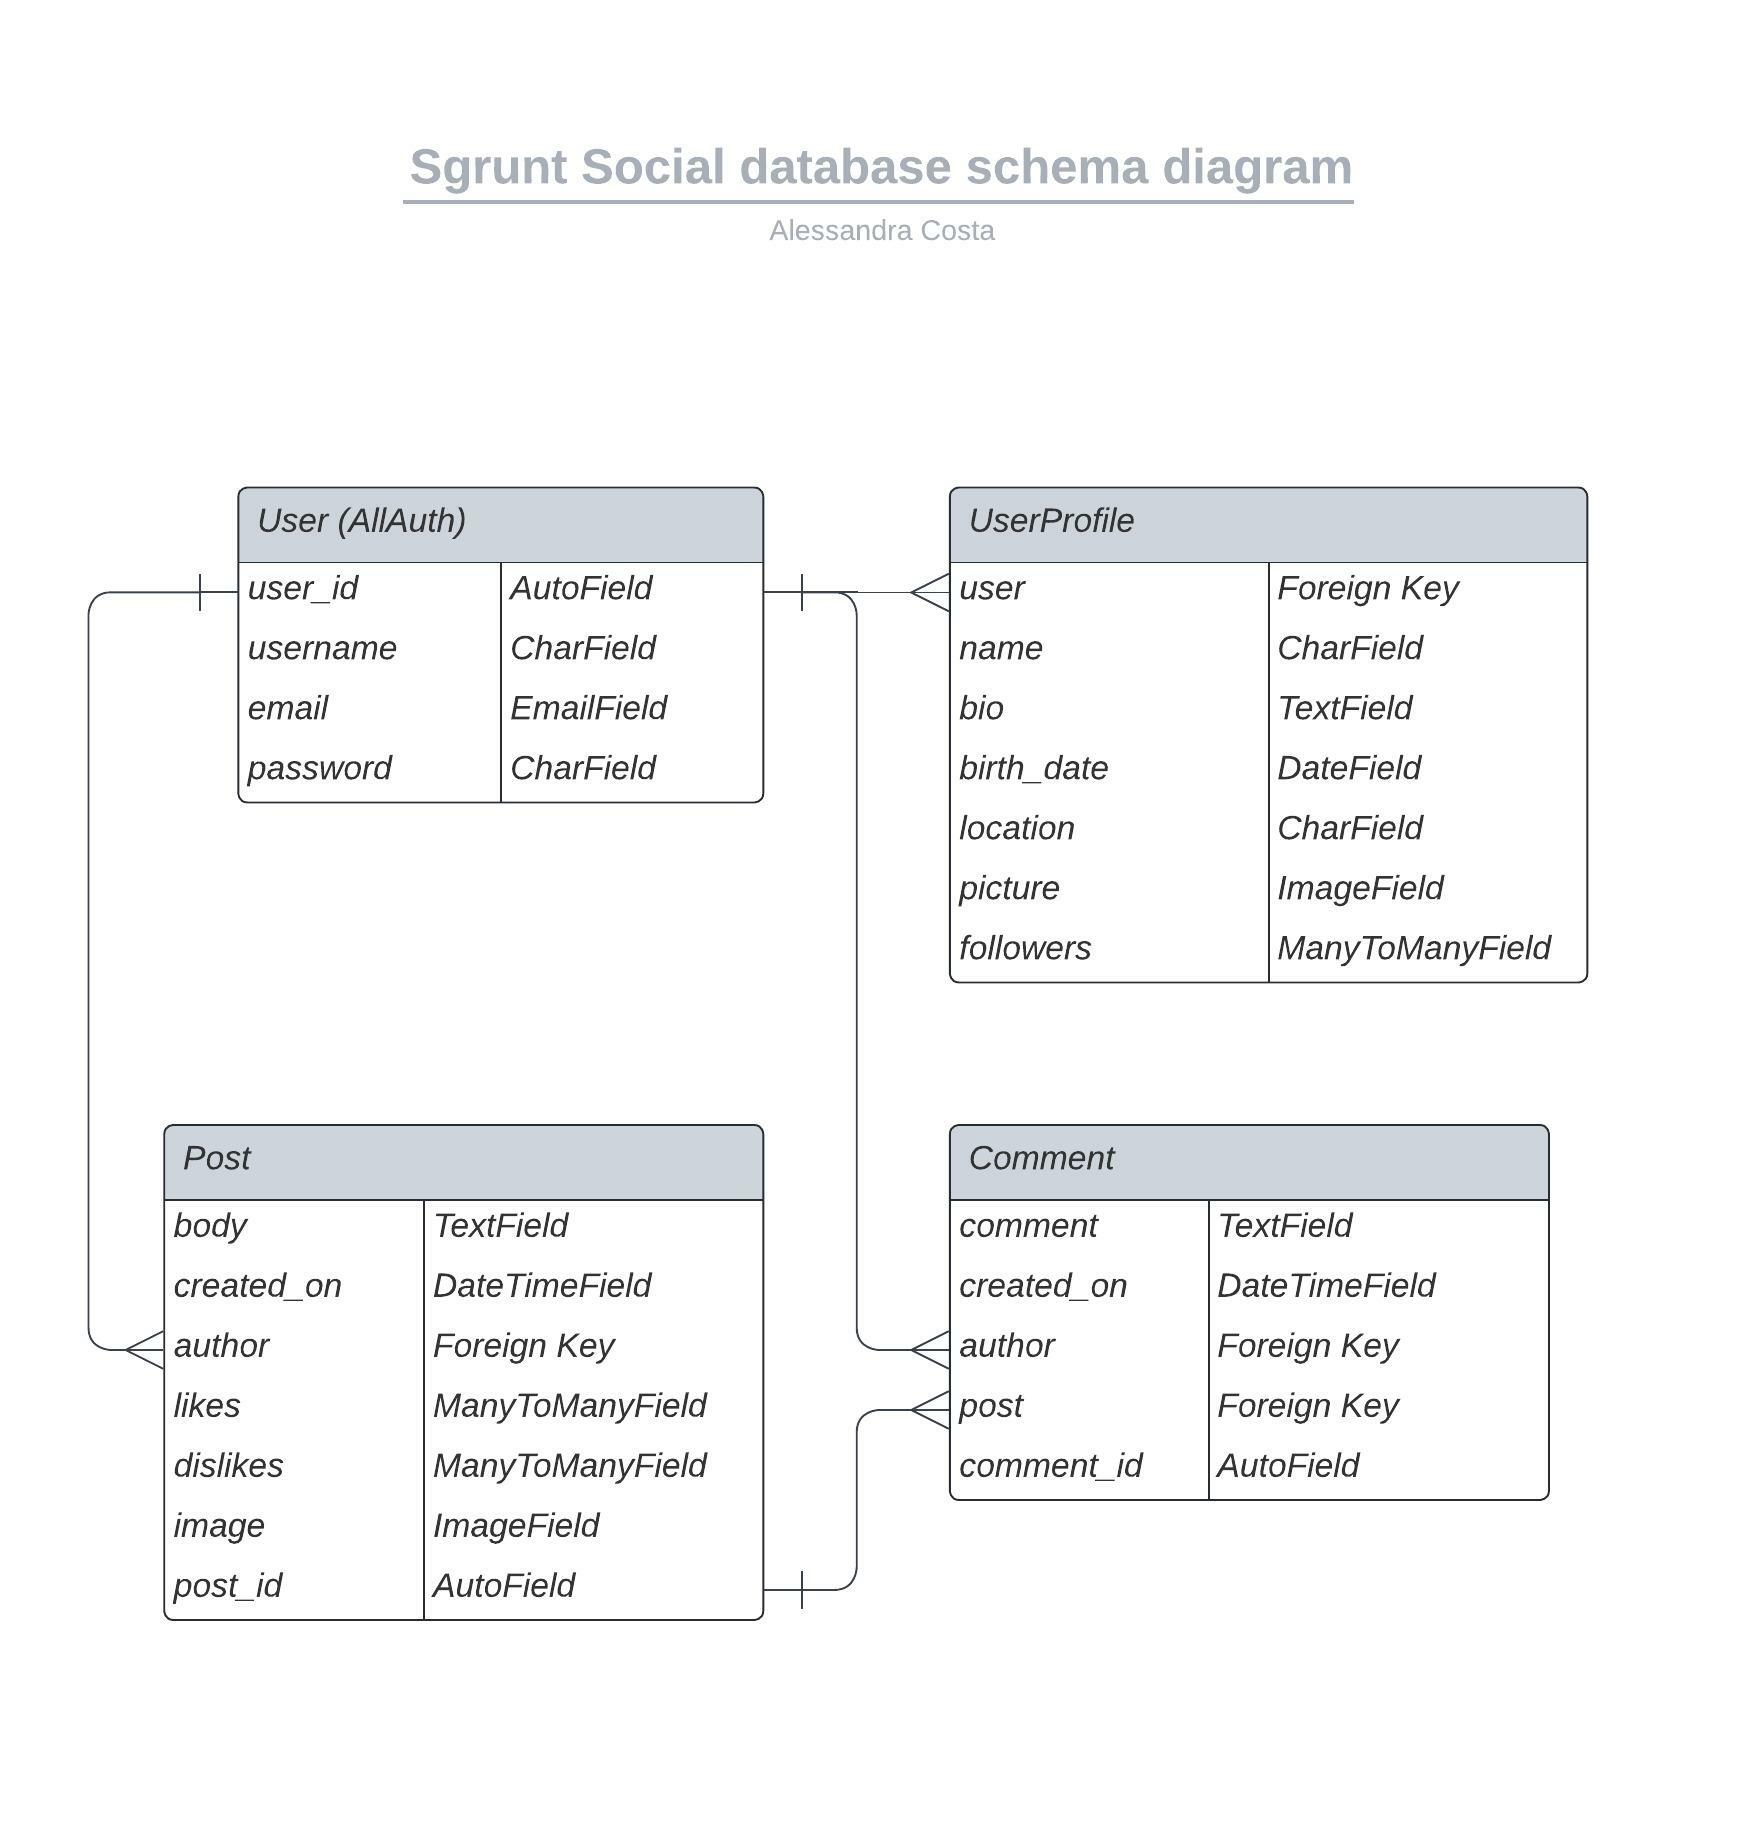 Sgrunt Social database schema diagram
Alessandra Costa
User (AllAuth)
user_id AutoField
username CharField
email EmailField
password CharField
UserProfile
user Foreign Key
name CharField
bio TextField
birth_date DateField
location CharField
picture ImageField
followers ManyToManyField
Post
body TextField
created_on DateTimeField
author Foreign Key
likes ManyToManyField
dislikes ManyToManyField
image ImageField
post_id AutoField
Comment
comment TextField
created_on DateTimeField
author Foreign Key
post Foreign Key
comment_id AutoField